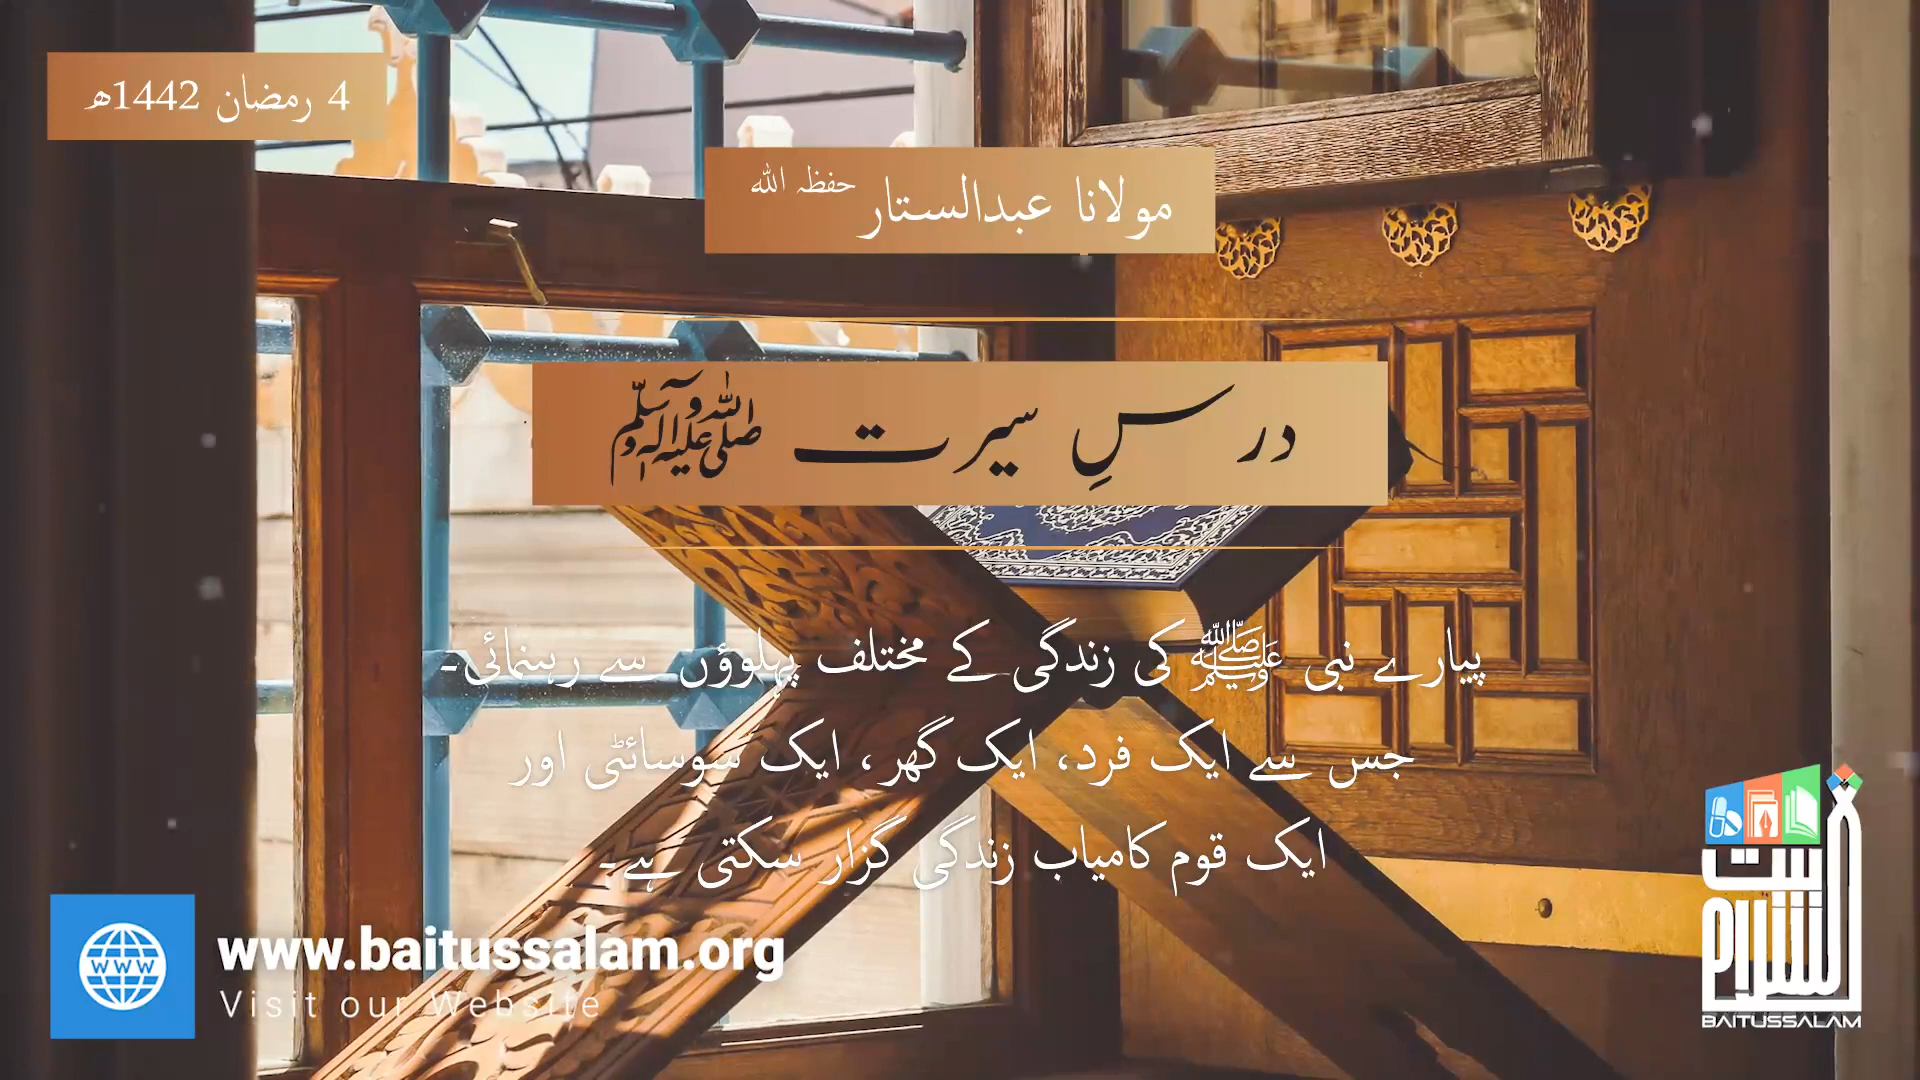 4 رمضان 1442ھ
مولانا عبدالستار حفظہ اللہ
درسِ سیرت صلی اللہ علیہ وآلہ وسلم
پیارے نبی ﷺ کی زندگی کے مختلف پہلوؤں سے رہنمائی۔
جس سے ایک فرد، ایک گھر، ایک سوسائٹی اور
ایک قوم کامیاب زندگی گزار سکتی ہے۔
www
www.baitussalam.org
Visit our Website
بیت السلام
BAITUSSALAM